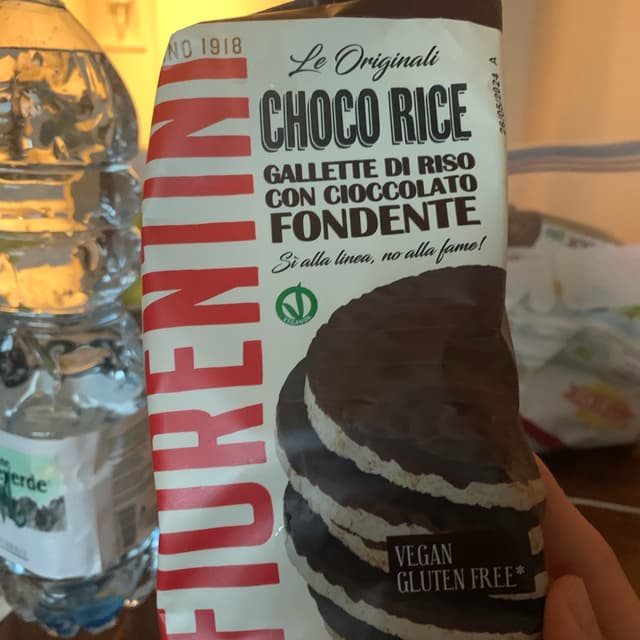 NO 1918
FIORENTINI
Le Originali
CHOCO RICE
GALLETTE DI RISO
CON CIOCCOLATO
FONDENTE
Sì alla linea, no alla fame!
VEGAN
GLUTEN FREE*
erde